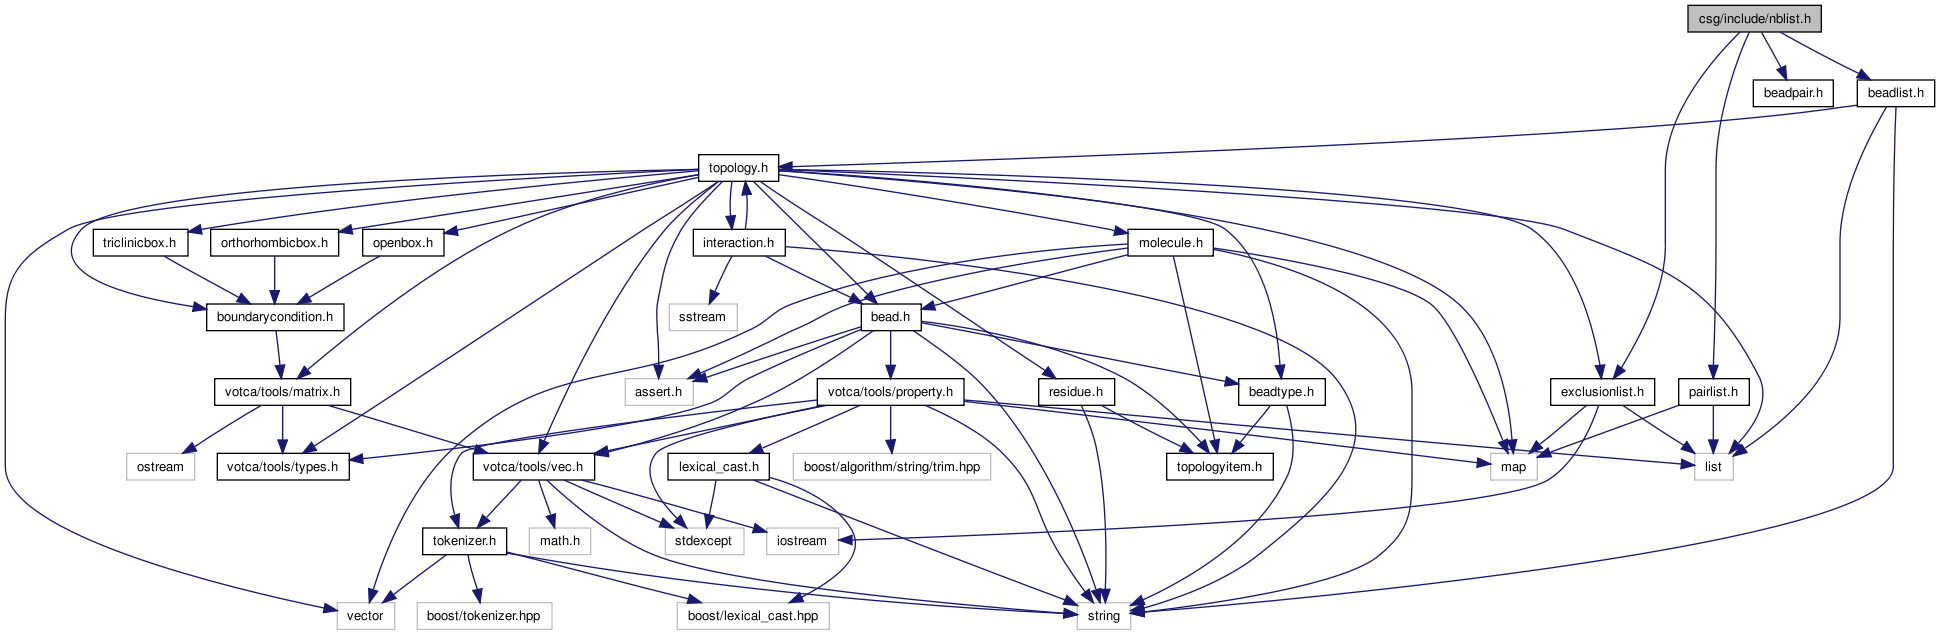 csg/include/nblist.h
beadpair.h
beadlist.h
topology.h
triclinicbox.h
orthorhombicbox.h
openbox.h
interaction.h
molecule.h
boundarycondition.h
sstream
bead.h
votca/tools/matrix.h
assert.h
votca/tools/property.h
residue.h
beadtype.h
exclusionlist.h
pairlist.h
ostream
votca/tools/types.h
votca/tools/vec.h
lexical_cast.h
boost/algorithm/string/trim.hpp
topologyitem.h
map
list
tokenizer.h
math.h
stdexcept
iostream
vector
boost/tokenizer.hpp
boost/lexical_cast.hpp
string